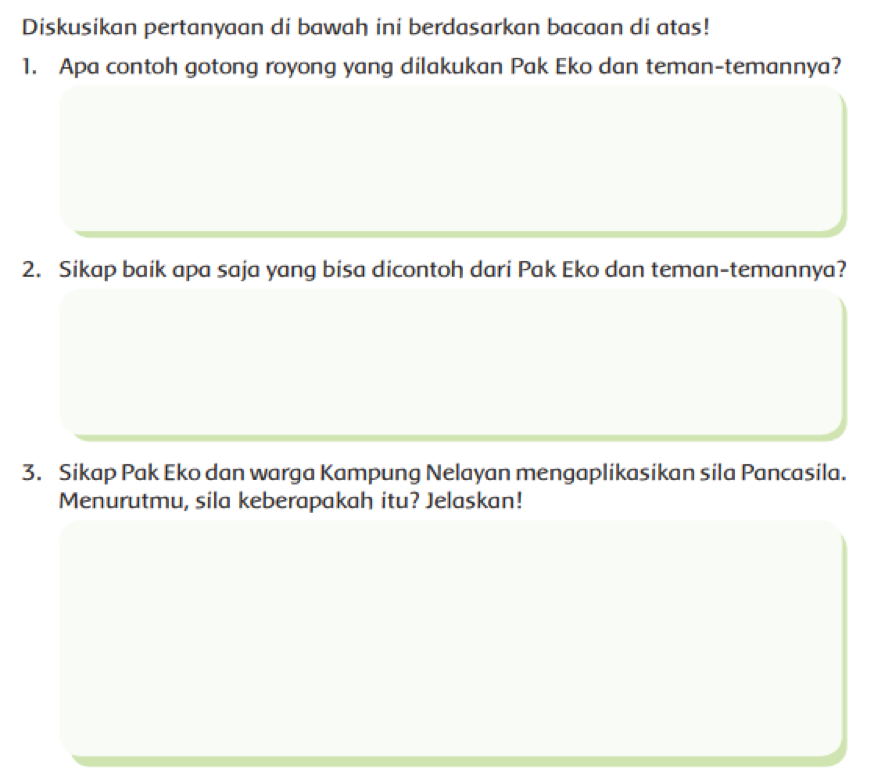 Diskusikan pertanyaan di bawah ini berdasarkan bacaan di atas!
1. Apa contoh gotong royong yang dilakukan Pak Eko dan teman-temannya?
2. Sikap baik apa saja yang bisa dicontoh dari Pak Eko dan teman-temannya?
3. Sikap Pak Eko dan warga Kampung Nelayan mengaplikasikan sila Pancasila.
Menurutmu, sila keberapakah itu? Jelaskan!